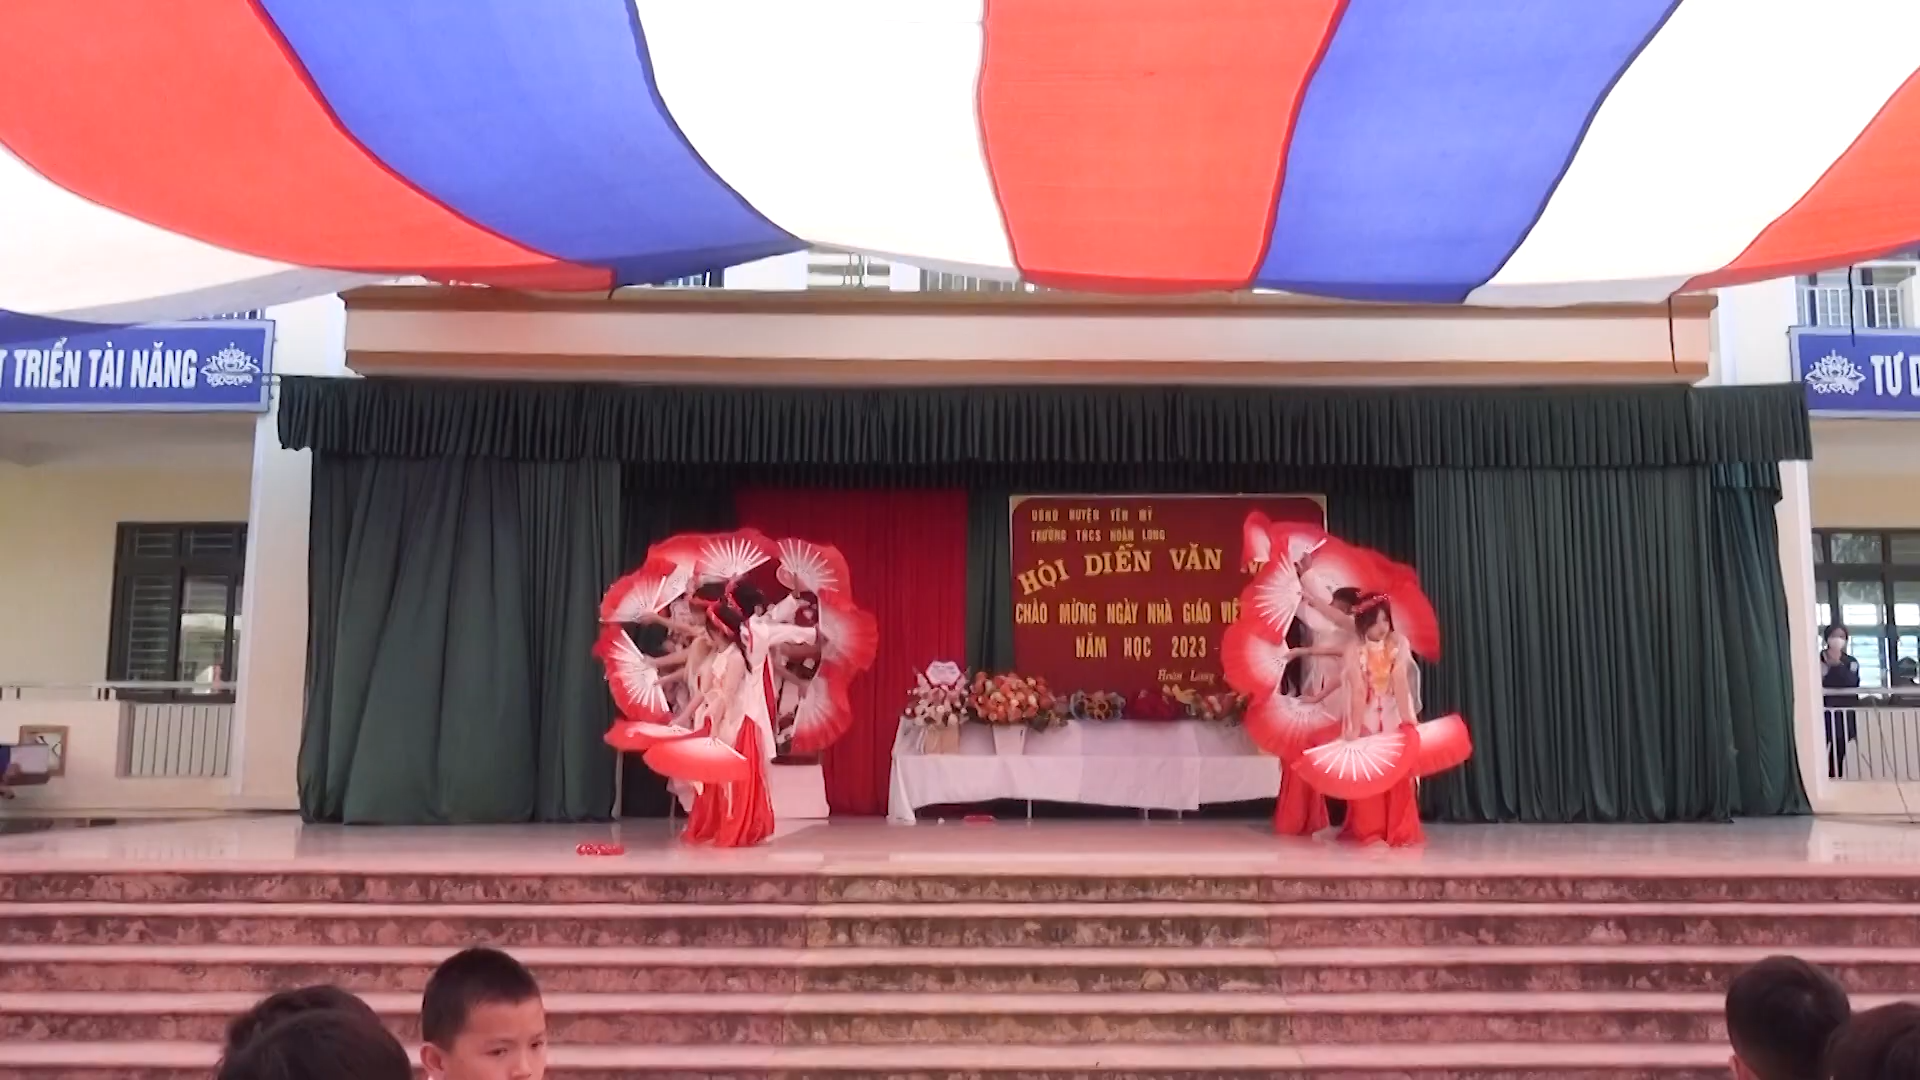 T TRIỂN TÀI NĂNG
TƯ D
UBND HUYỆN YÊN MỸ
TRƯỜNG THCS HOÀN LONG
HỘI DIỄN VĂN
CHÀO MỪNG NGÀY NHÀ GIÁO VIỆ
NĂM HỌC 2023 -
Hoàn Long